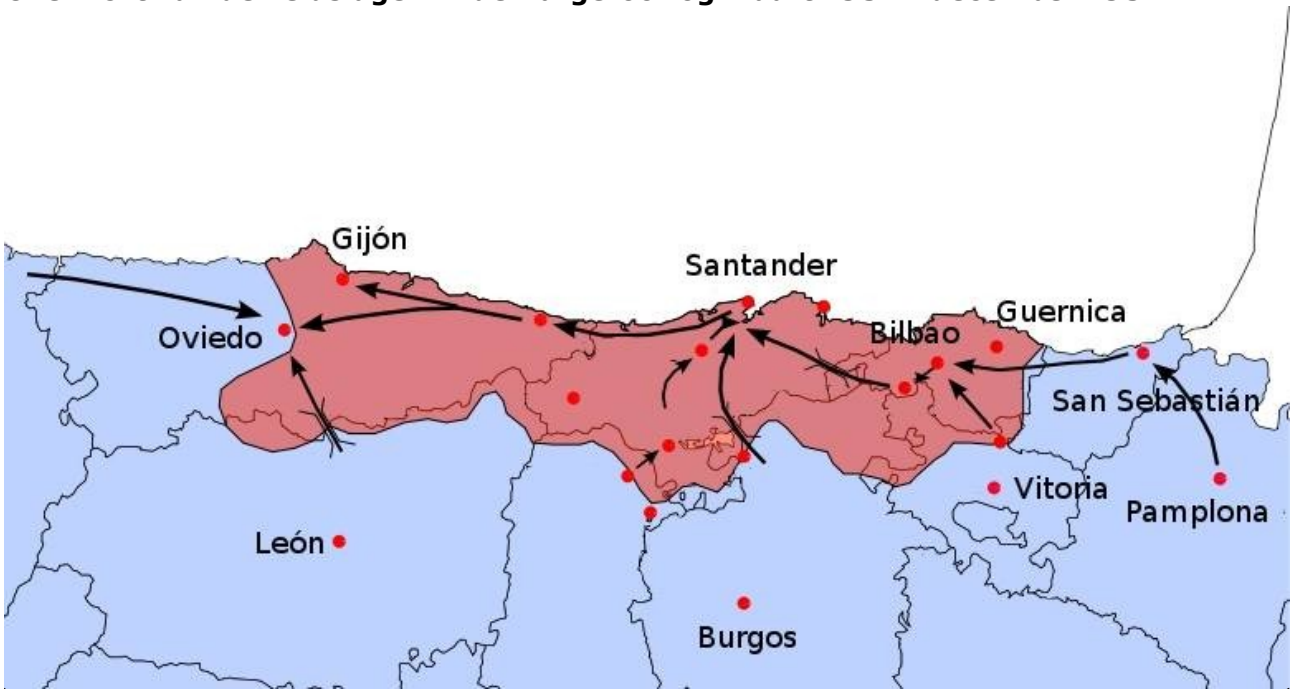 Gijón
Santander
Guernica
Bilbao
Oviedo
San Sebastián
Vitoria
Pamplona
León
Burgos